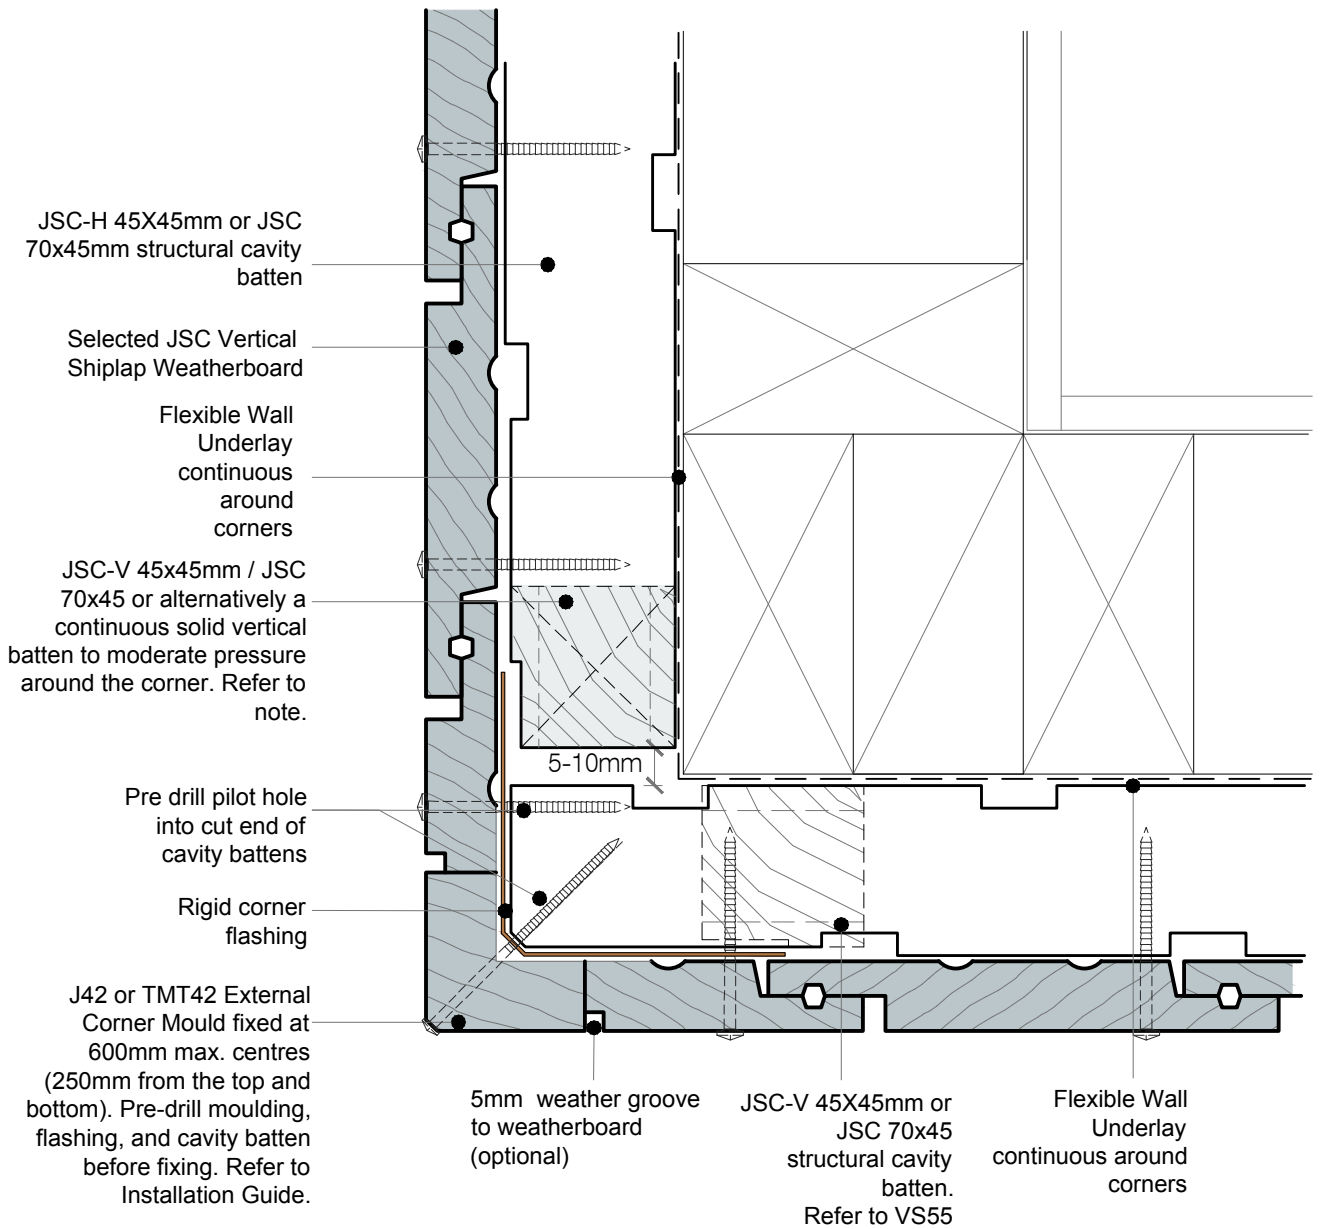 JSC-H 45X45mm or JSC
70x45mm structural cavity
batten
Selected JSC Vertical
Shiplap Weatherboard
Flexible Wall
Underlay
continuous
around
corners
JSC-V 45x45mm / JSC
70x45 or alternatively a
continuous solid vertical
batten to moderate pressure
around the corner. Refer to
note.
5-10mm
Pre drill pilot hole
into cut end of
cavity battens
Rigid corner
flashing
J42 or TMT42 External
Corner Mould fixed at
600mm max. centres
(250mm from the top and
bottom). Pre-drill moulding,
flashing, and cavity batten
before fixing. Refer to
Installation Guide.
5mm weather groove
to weatherboard
(optional)
JSC-V 45X45mm or
JSC 70x45
structural cavity
batten.
Refer to VS55
Flexible Wall
Underlay
continuous around
corners